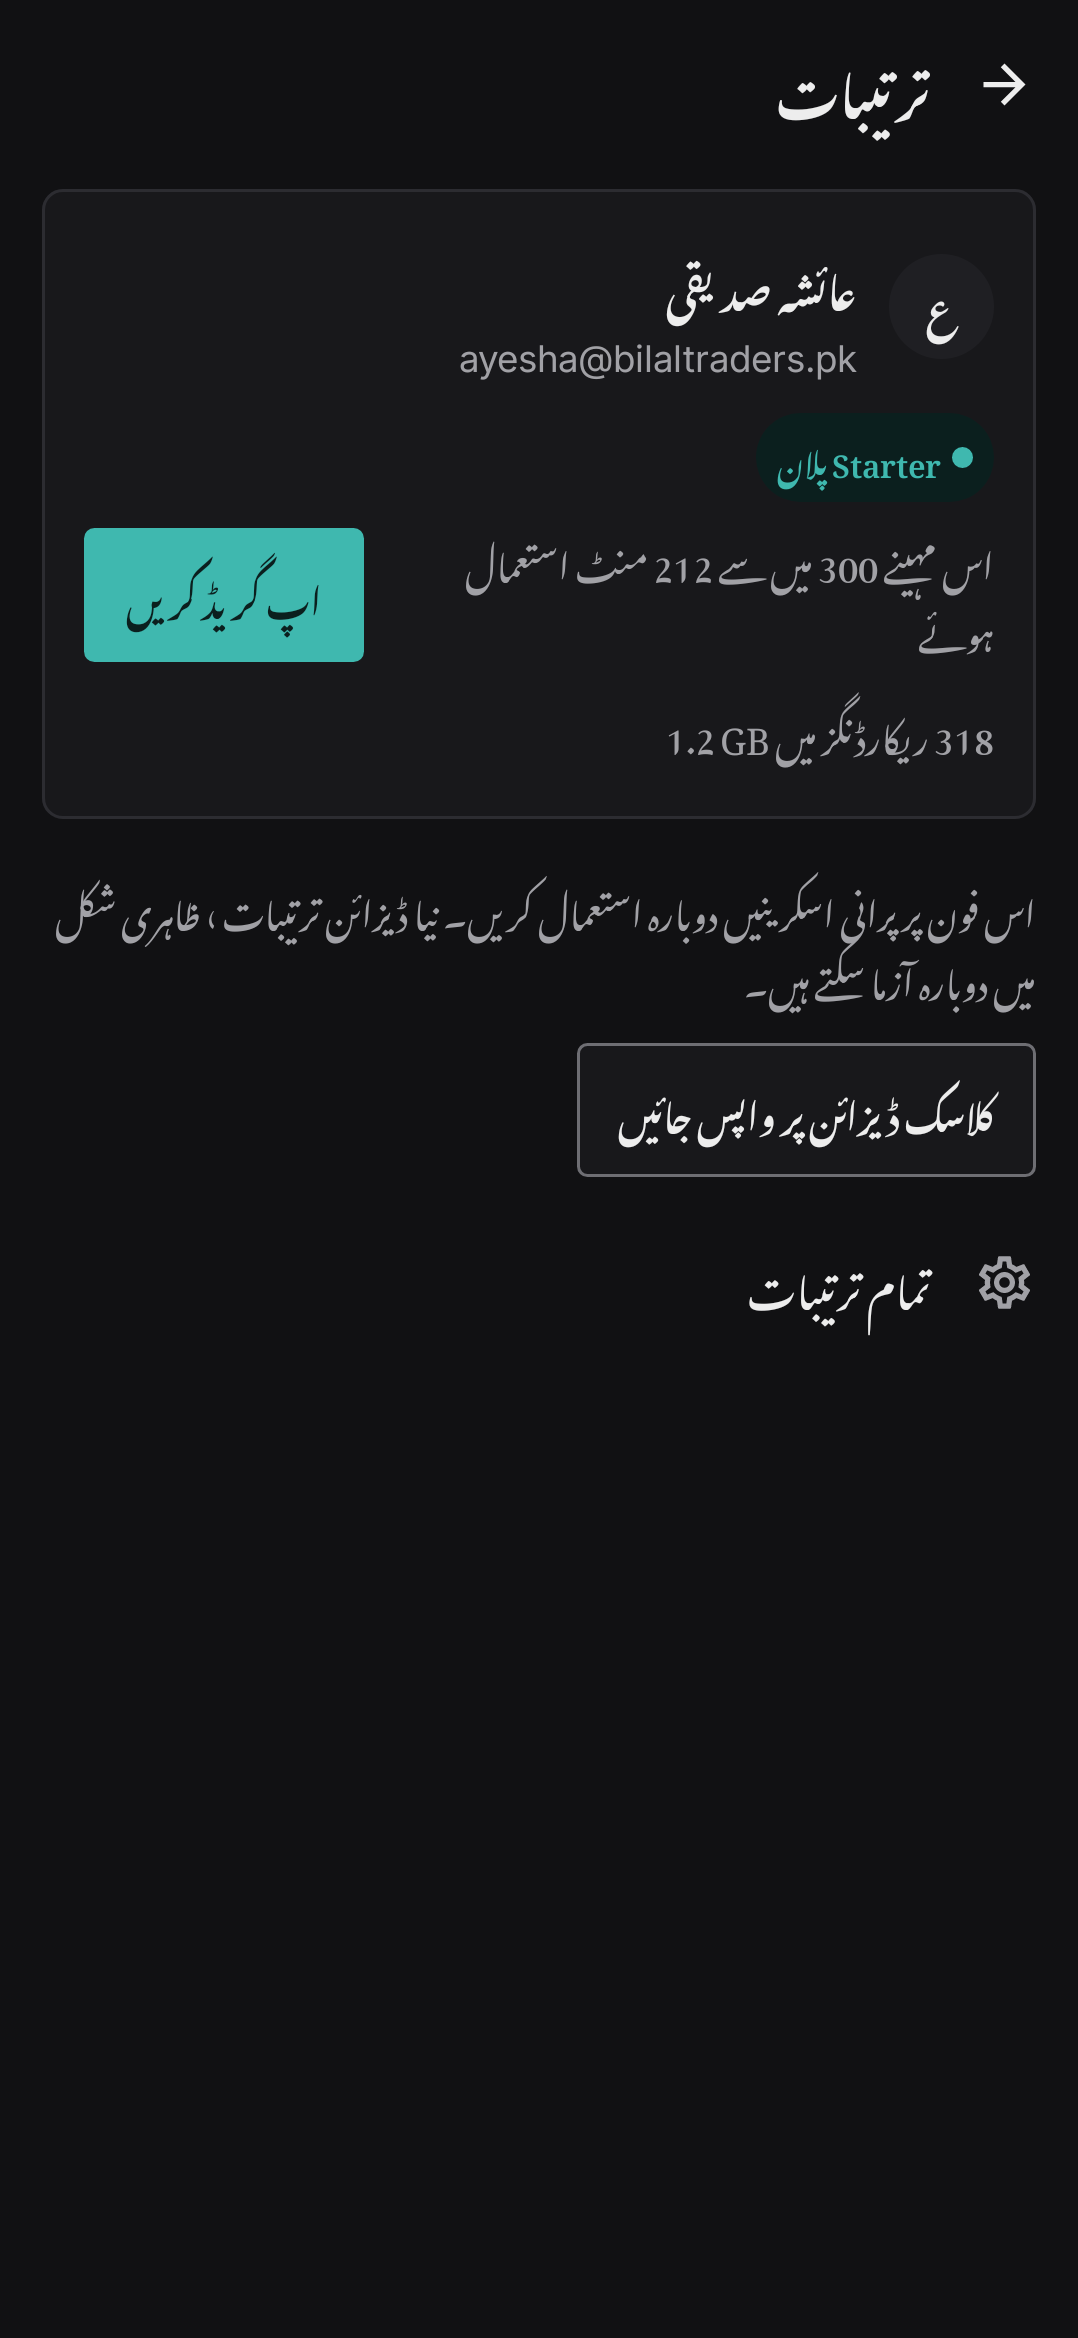 ترتیبات
ع
عائشہ صدیقی
ayesha@bilaltraders.pk
Starter پلان
اس مہینے 300 میں سے 212 منٹ استعمال
ہوئے
اپ گریڈ کریں
318 ریکارڈنگز میں 1.2 GB
اس فون پر پرانی اسکرینیں دوبارہ استعمال کریں۔ نیا ڈیزائن ترتیبات، ظاہری شکل
میں دوبارہ آزما سکتے ہیں۔
کلاسک ڈیزائن پر واپس جائیں
تمام ترتیبات